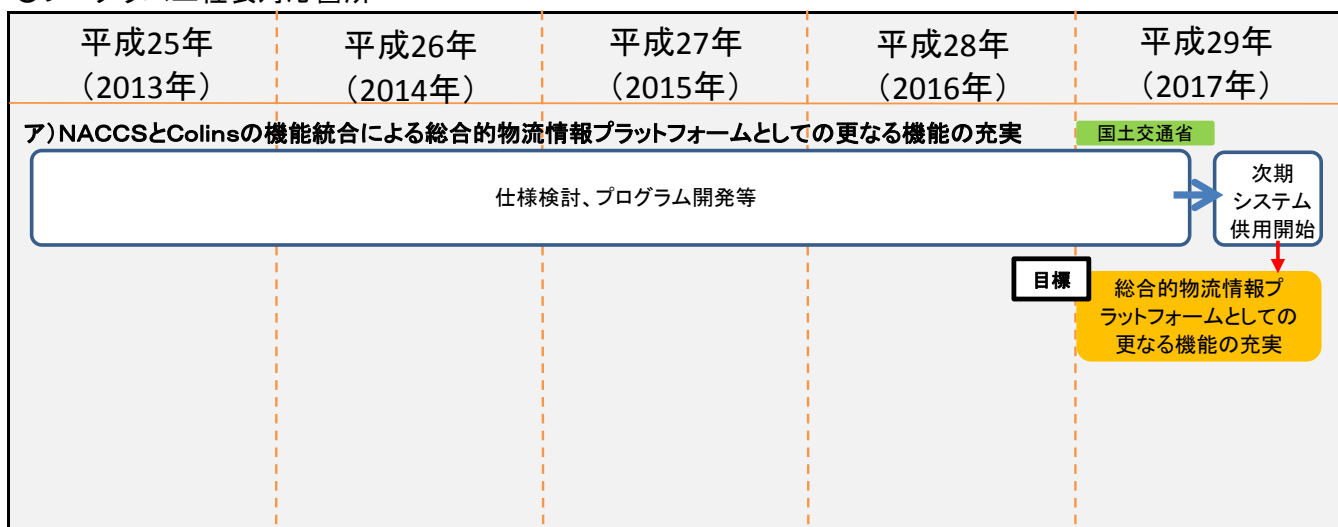 平成25年
(2013年)
平成26年
(2014年)
平成27年
(2015年)
平成28年
(2016年)
平成29年
(2017年)
ア)NACCSとColinsの機能統合による総合的物流情報プラットフォームとしての更なる機能の充実
国土交通省
仕様検討、プログラム開発等
次期
システム
供用開始
目標
総合的物流情報プ
ラットフォームとしての
更なる機能の充実